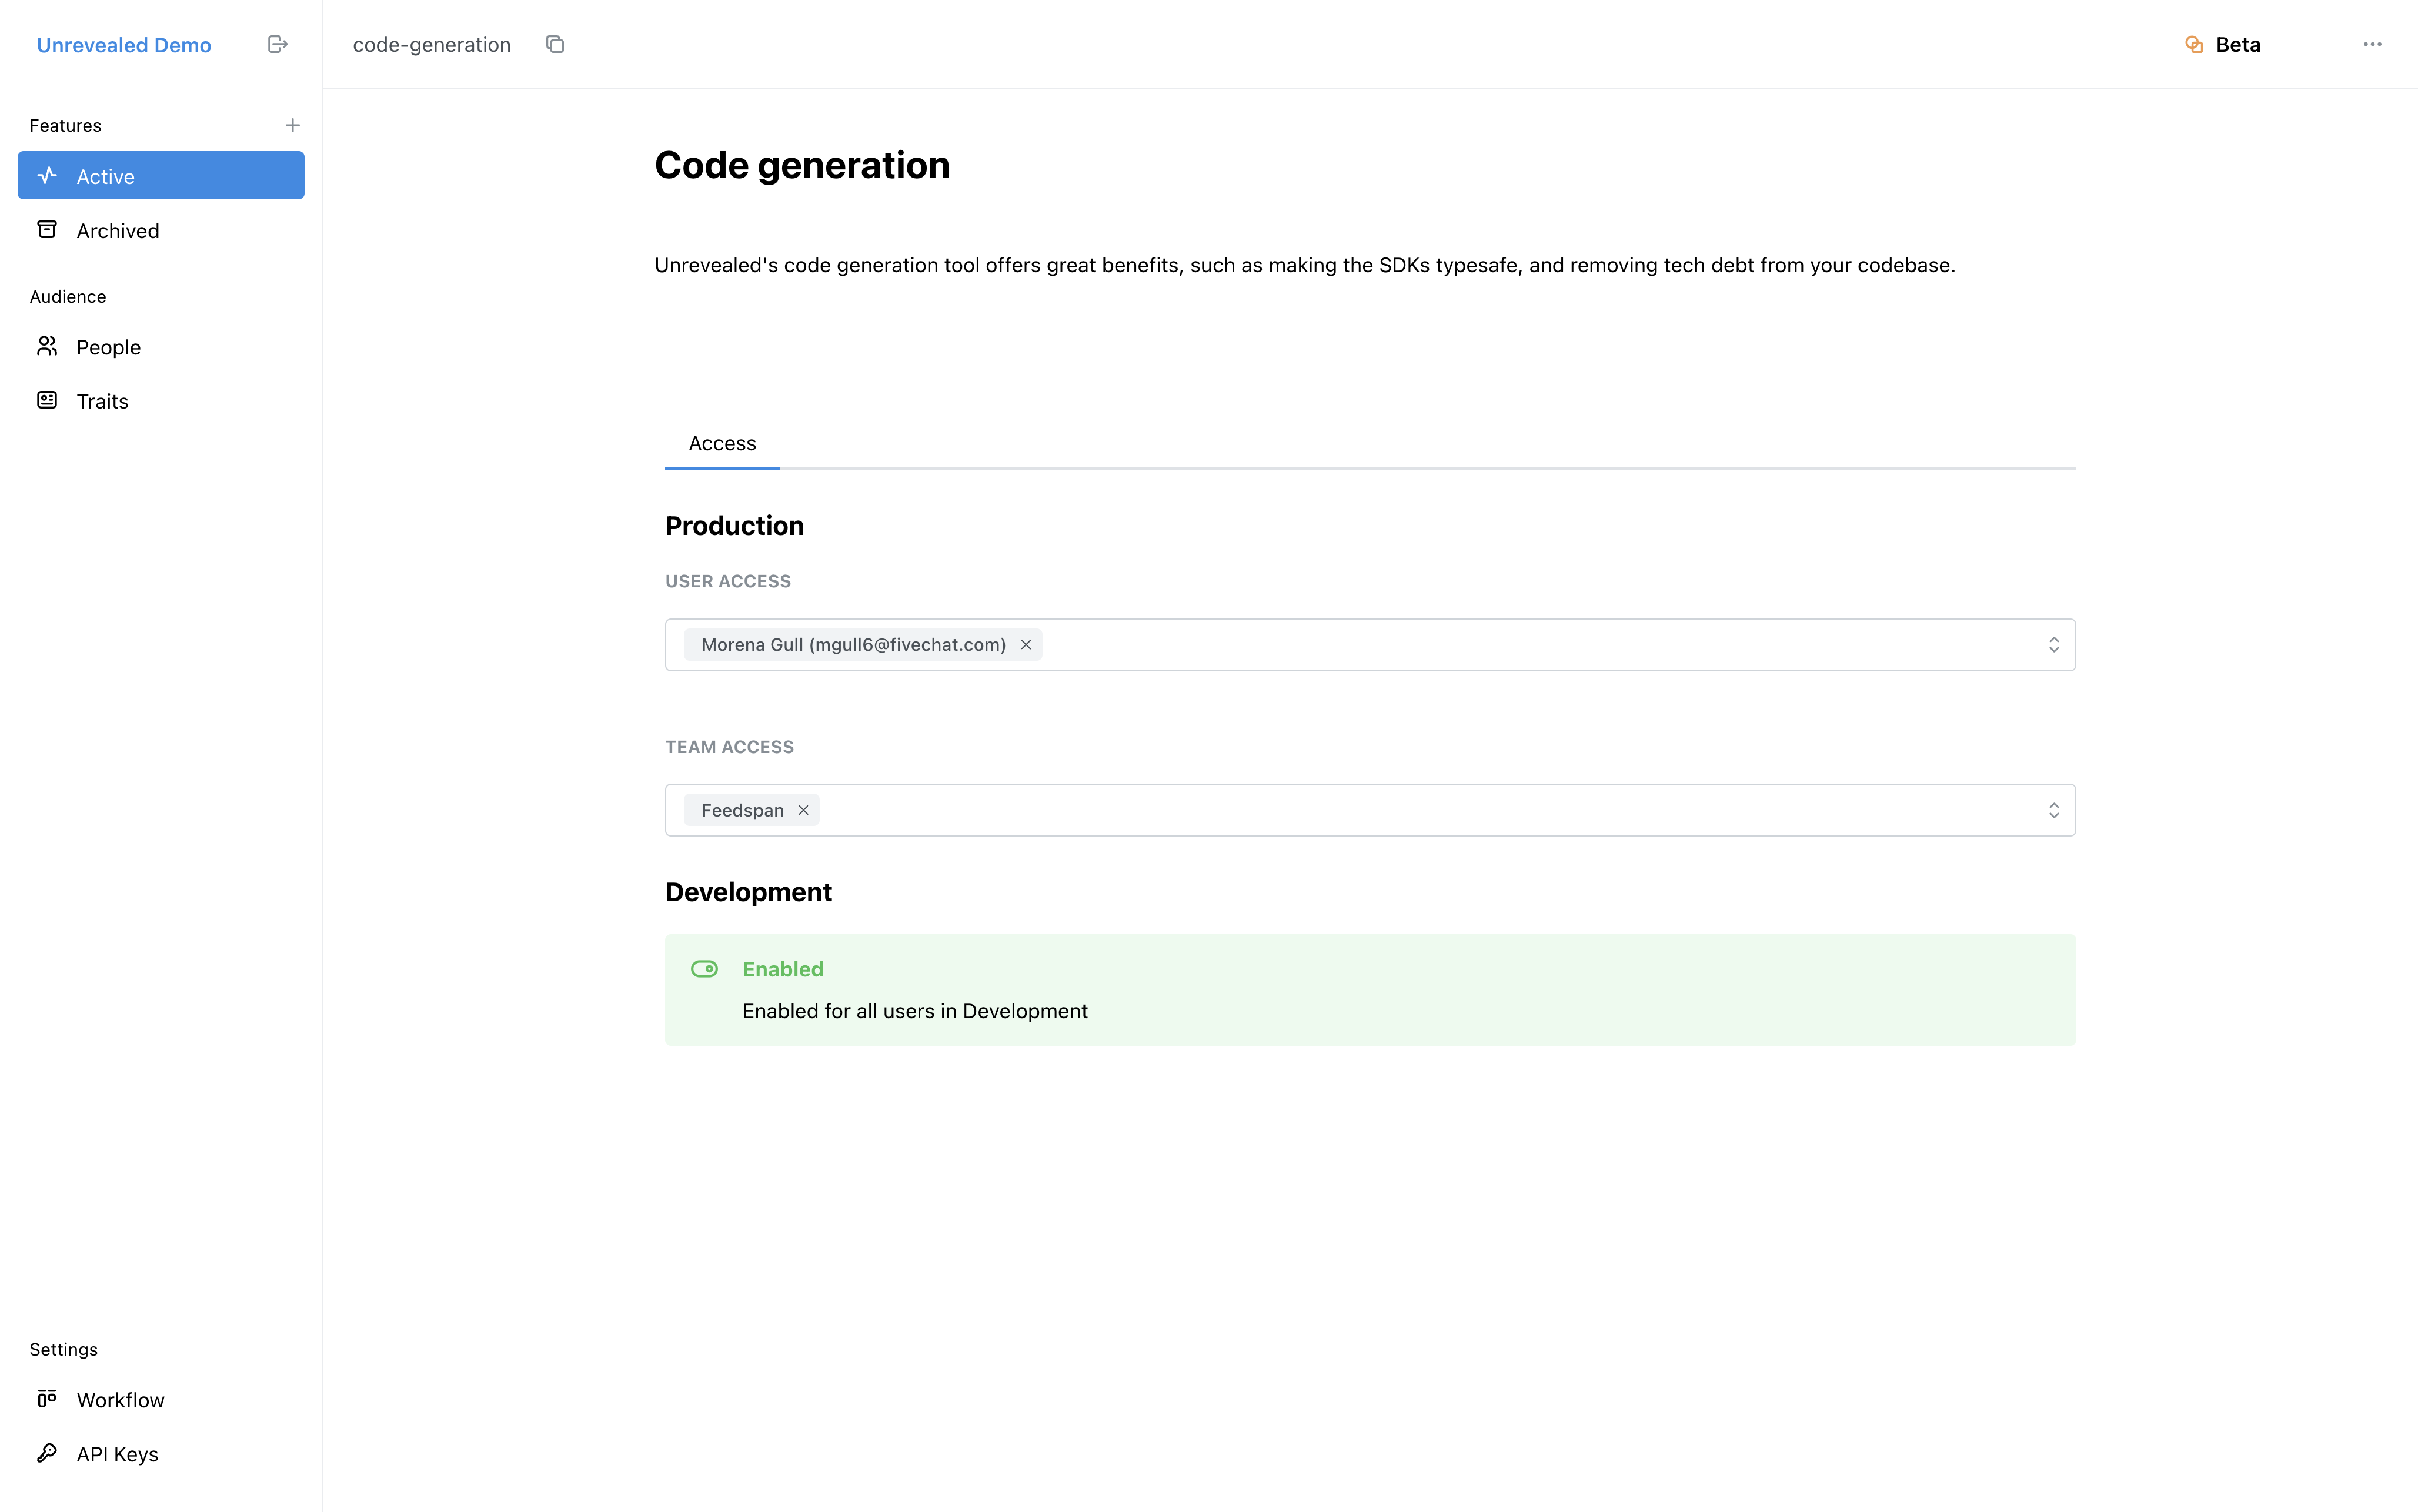 Unrevealed Demo
Features
Active
Archived
Audience
People
Traits
Settings
Workflow
API Keys
code-generation
Beta
Code generation
Unrevealed's code generation tool offers great benefits, such as making the SDKs typesafe, and removing tech debt from your codebase.
Access
Production
USER ACCESS
Morena Gull (mgull6@fivechat.com)
TEAM ACCESS
Feedspan
Development
Enabled
Enabled for all users in Development